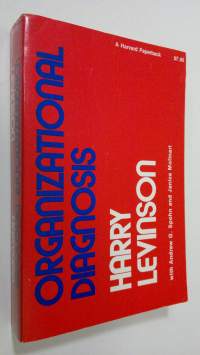 A Harvard Paperback
$7.95
ORGANIZATIONAL
DIAGNOSIS
HARRY
LEVINSON
with Andrew G. Spohn and Janice Molinari